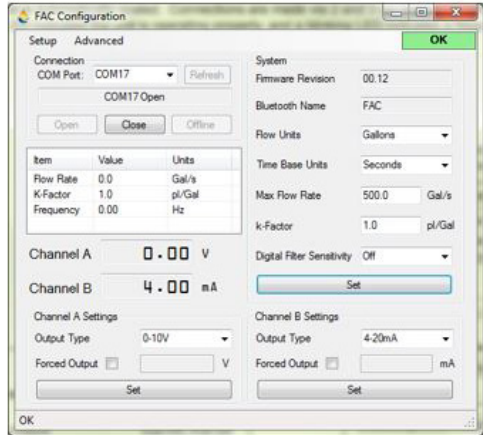 FAC Configuration
Setup Advanced OK
Connection
COM Port: COM17 Refresh
COM17 Open
Open Close Offline
Item Value Units
Flow Rate 0.0 Gal/s
K-Factor 1.0 pl/Gal
Frequency 0.00 Hz
Channel A 0.00 V
Channel B 4.00 mA
System
Firmware Revision 00.12
Bluetooth Name FAC
Flow Units Gallons
Time Base Units Seconds
Max Flow Rate 500.0 Gal/s
k-Factor 1.0 pl/Gal
Digital Filter Sensitivity Off
Set
Channel A Settings
Output Type 0-10V
Forced Output V
Set
Channel B Settings
Output Type 4-20mA
Forced Output mA
Set
OK